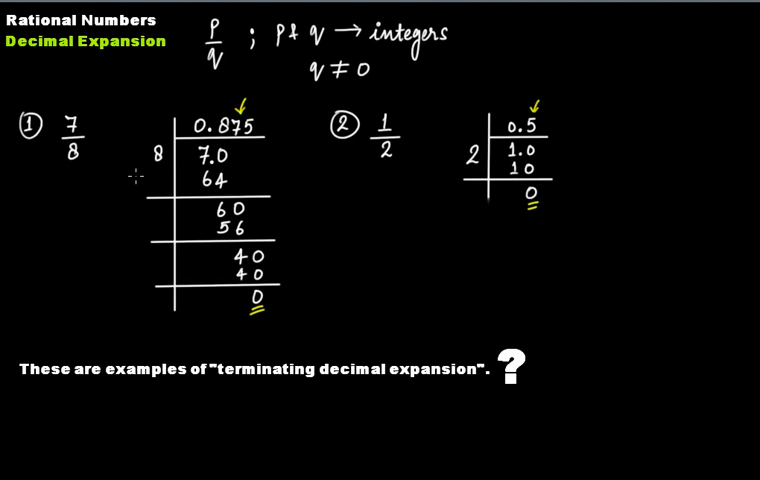 Rational Numbers
Decimal Expansion
p/q ; p & q → integers
q ≠ 0
① 7/8
0.875
8 7.0
64
60
56
40
40
0
② 1/2
0.5
2 1.0
10
0
These are examples of "terminating decimal expansion". ?